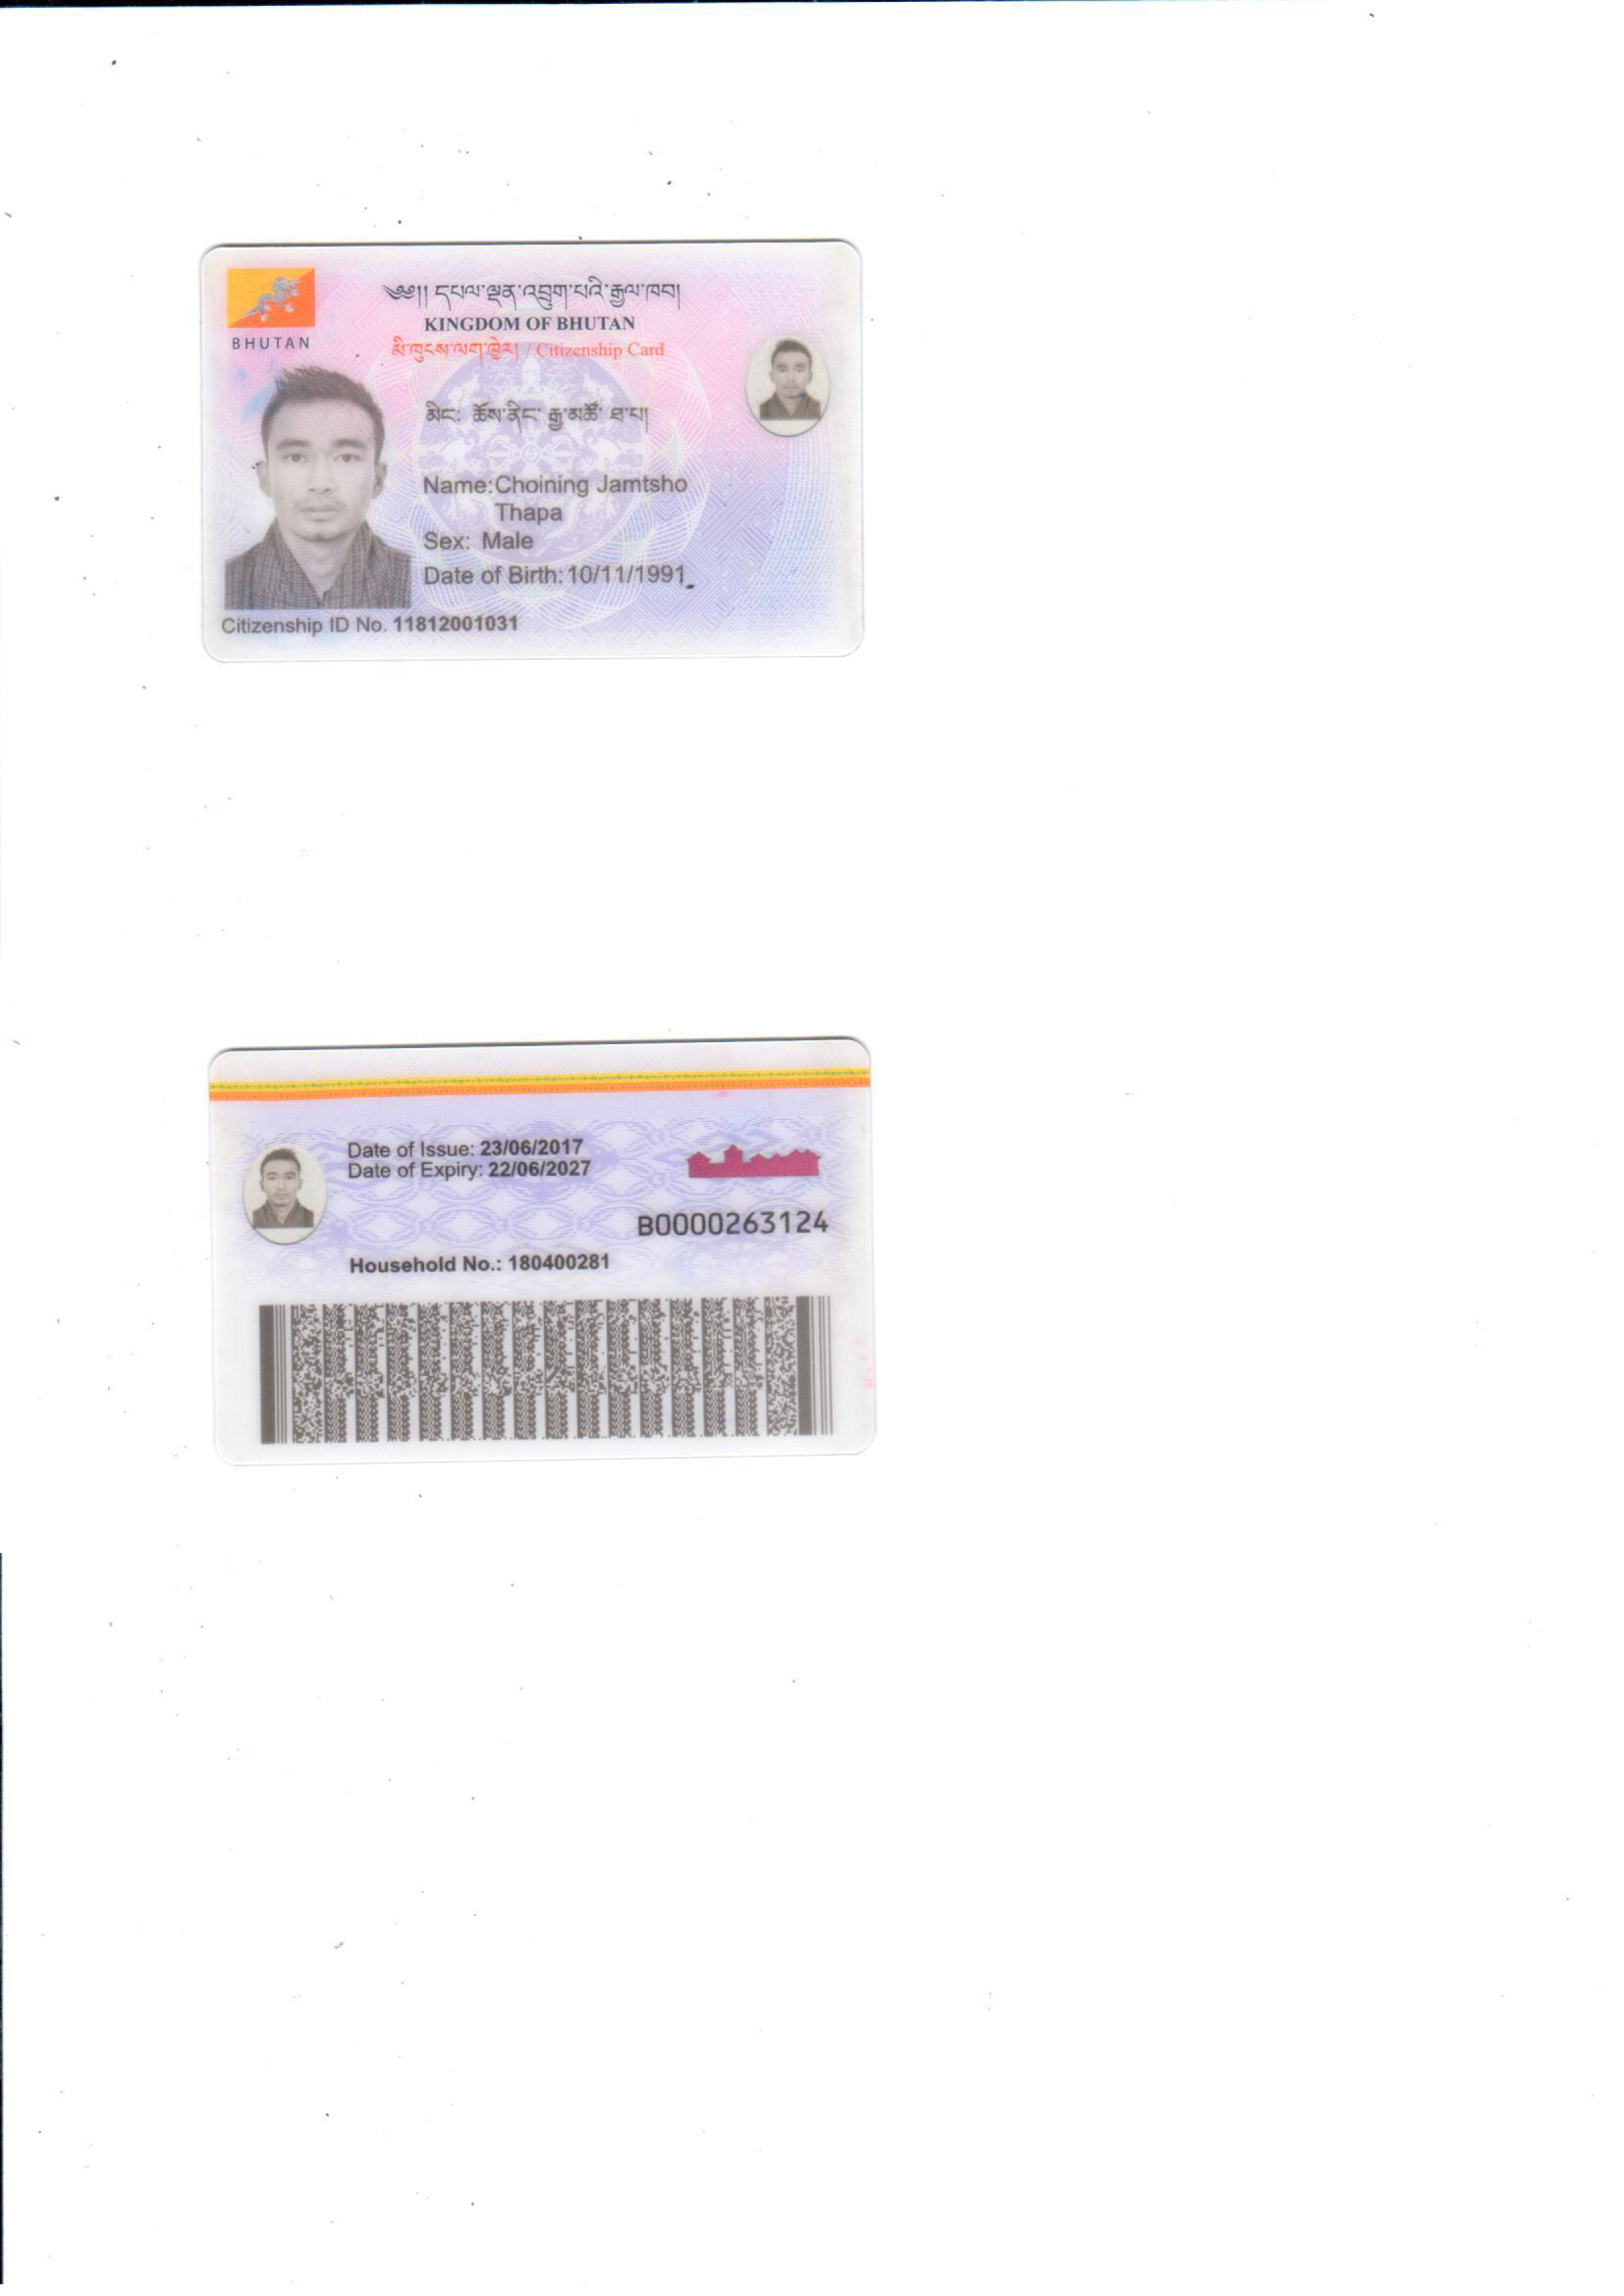 ༄༅།། དཔལ་ལྡན་འབྲུག་པའི་རྒྱལ་ཁབ།
KINGDOM OF BHUTAN
BHUTAN
མི་ཁུངས་ལག་ཁྱེར། / Citizenship Card
མིང་: ཆོས་ཉིང་ རྒྱ་མཚོ་ ཐ་པ།
Name: Choining Jamtsho
Thapa
Sex: Male
Date of Birth: 10/11/1991
Citizenship ID No. 11812001031
Date of Issue: 23/06/2017
Date of Expiry: 22/06/2027
B0000263124
Household No.: 180400281